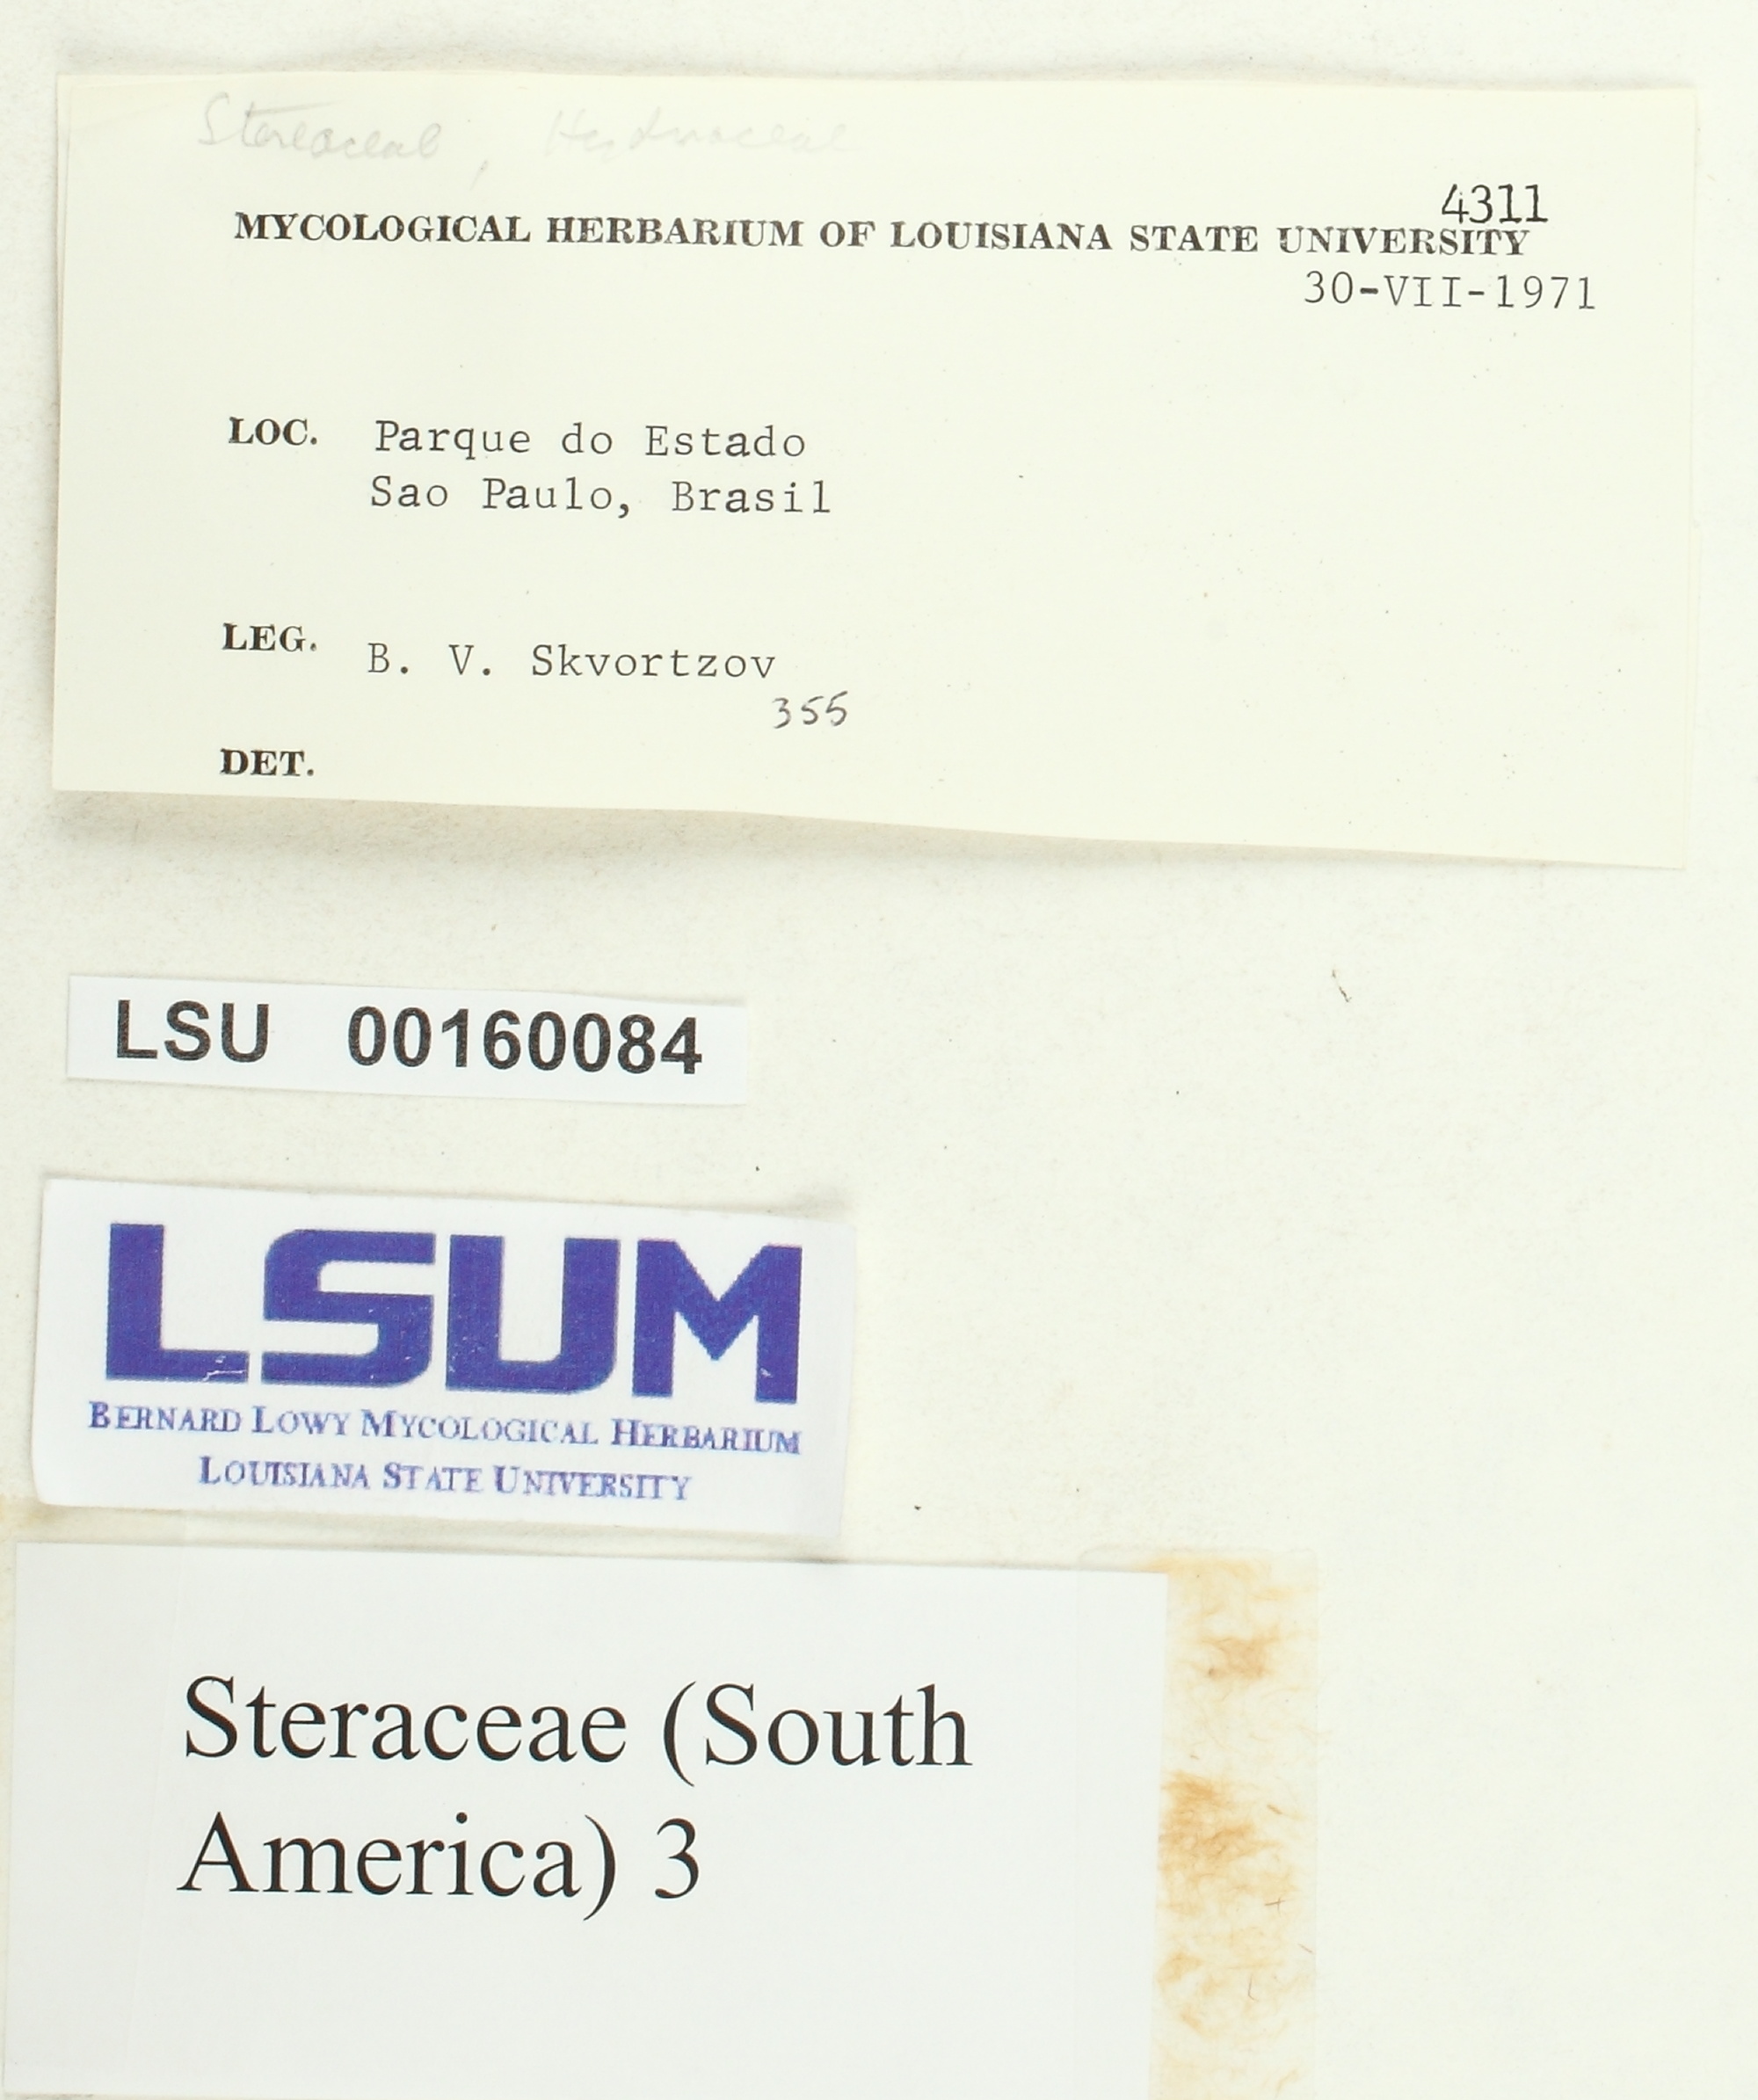 Stereaceae, Hydnaceae
4311
MYCOLOGICAL HERBARIUM OF LOUISIANA STATE UNIVERSITY
30-VII-1971
LOC. Parque do Estado
Sao Paulo, Brasil
LEG. B. V. Skvortzov
355
DET.
LSU 00160084
LSUM
BERNARD LOWY MYCOLOGICAL HERBARIUM
LOUISIANA STATE UNIVERSITY
Steraceae (South
America) 3